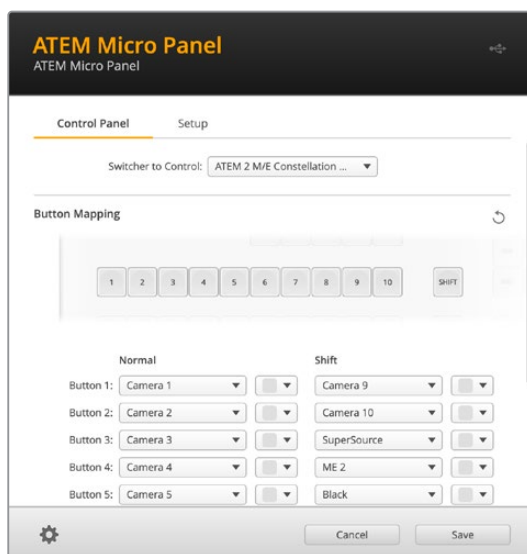 ATEM Micro Panel
ATEM Micro Panel
Control Panel Setup
Switcher to Control: ATEM 2 M/E Constellation ...
Button Mapping
1 2 3 4 5 6 7 8 9 10 SHIFT
Normal Shift
Button 1: Camera 1 Camera 9
Button 2: Camera 2 Camera 10
Button 3: Camera 3 SuperSource
Button 4: Camera 4 ME 2
Button 5: Camera 5 Black
Cancel Save